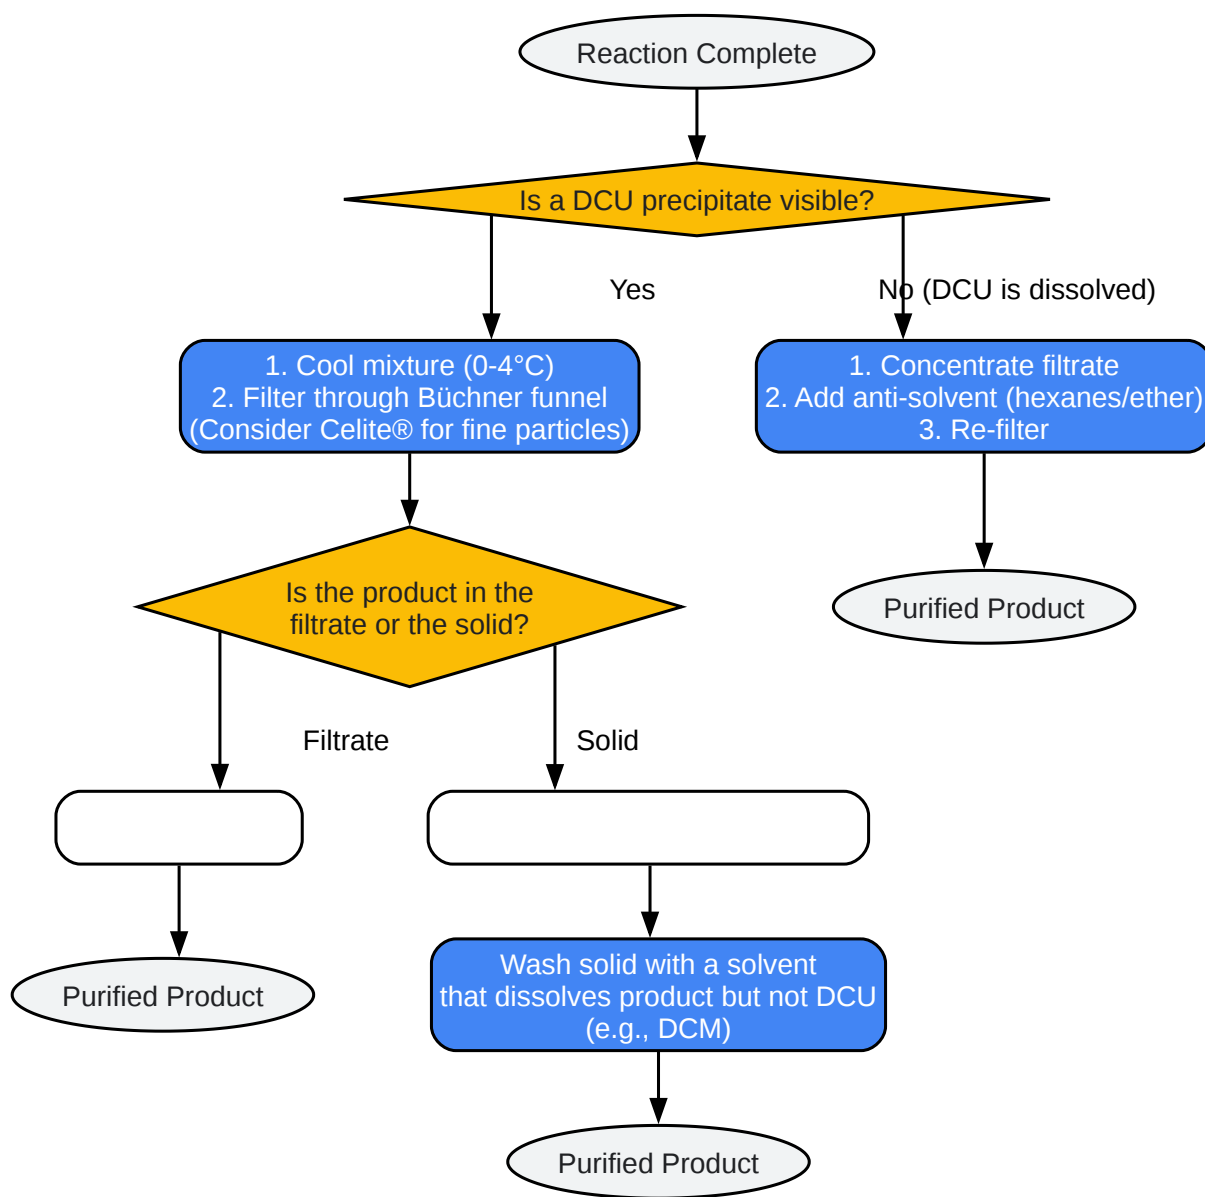 Reaction Complete
Is a DCU precipitate visible?
Yes
No (DCU is dissolved)
1. Cool mixture (0-4°C)
2. Filter through Büchner funnel
(Consider Celite® for fine particles)
1. Concentrate filtrate
2. Add anti-solvent (hexanes/ether)
3. Re-filter
Is the product in the
filtrate or the solid?
Purified Product
Filtrate
Solid
Purified Product
Wash solid with a solvent
that dissolves product but not DCU
(e.g., DCM)
Purified Product